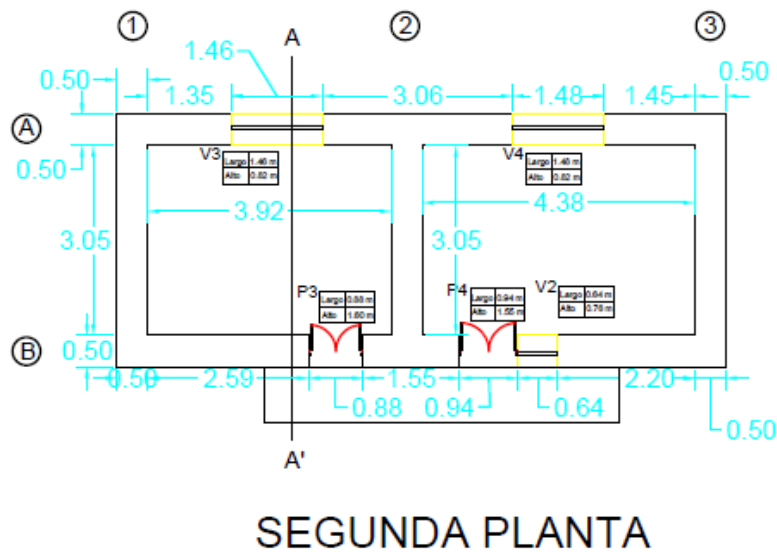 1 2 3
A
1.46
0.50 0.50
1.35 3.06 1.48 1.45
A
V3
Largo 1.46 m
Alto 0.82 m
V4
Largo 1.48 m
Alto 0.82 m
0.50
3.92 4.38
3.05 3.05
P3
Largo 0.88 m
Alto 1.60 m
P4
Largo 0.94 m
Alto 1.55 m
V2
Largo 0.64 m
Alto 0.76 m
B
0.50
0.50 2.59 1.55 2.20
0.88 0.94 0.64
0.50
A'
SEGUNDA PLANTA